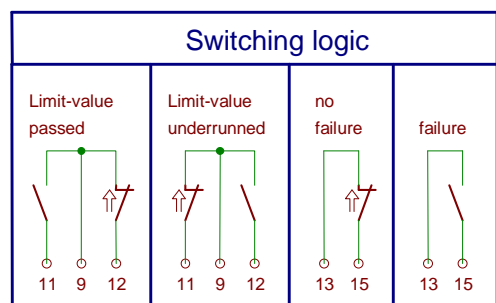 Switching logic
Limit-value
passed
Limit-value
underrunned
no
failure
failure
11 9 12
11 9 12
13 15
13 15